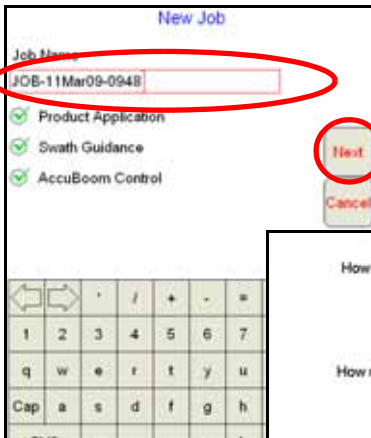 New Job
Job Name
JOB-11Mar09-0948
Product Application
Swath Guidance
AccuBoom Control
Next
Cancel
How
' / + - =
1 2 3 4 5 6 7
q w e r t y u
How
Cap a s d f g h